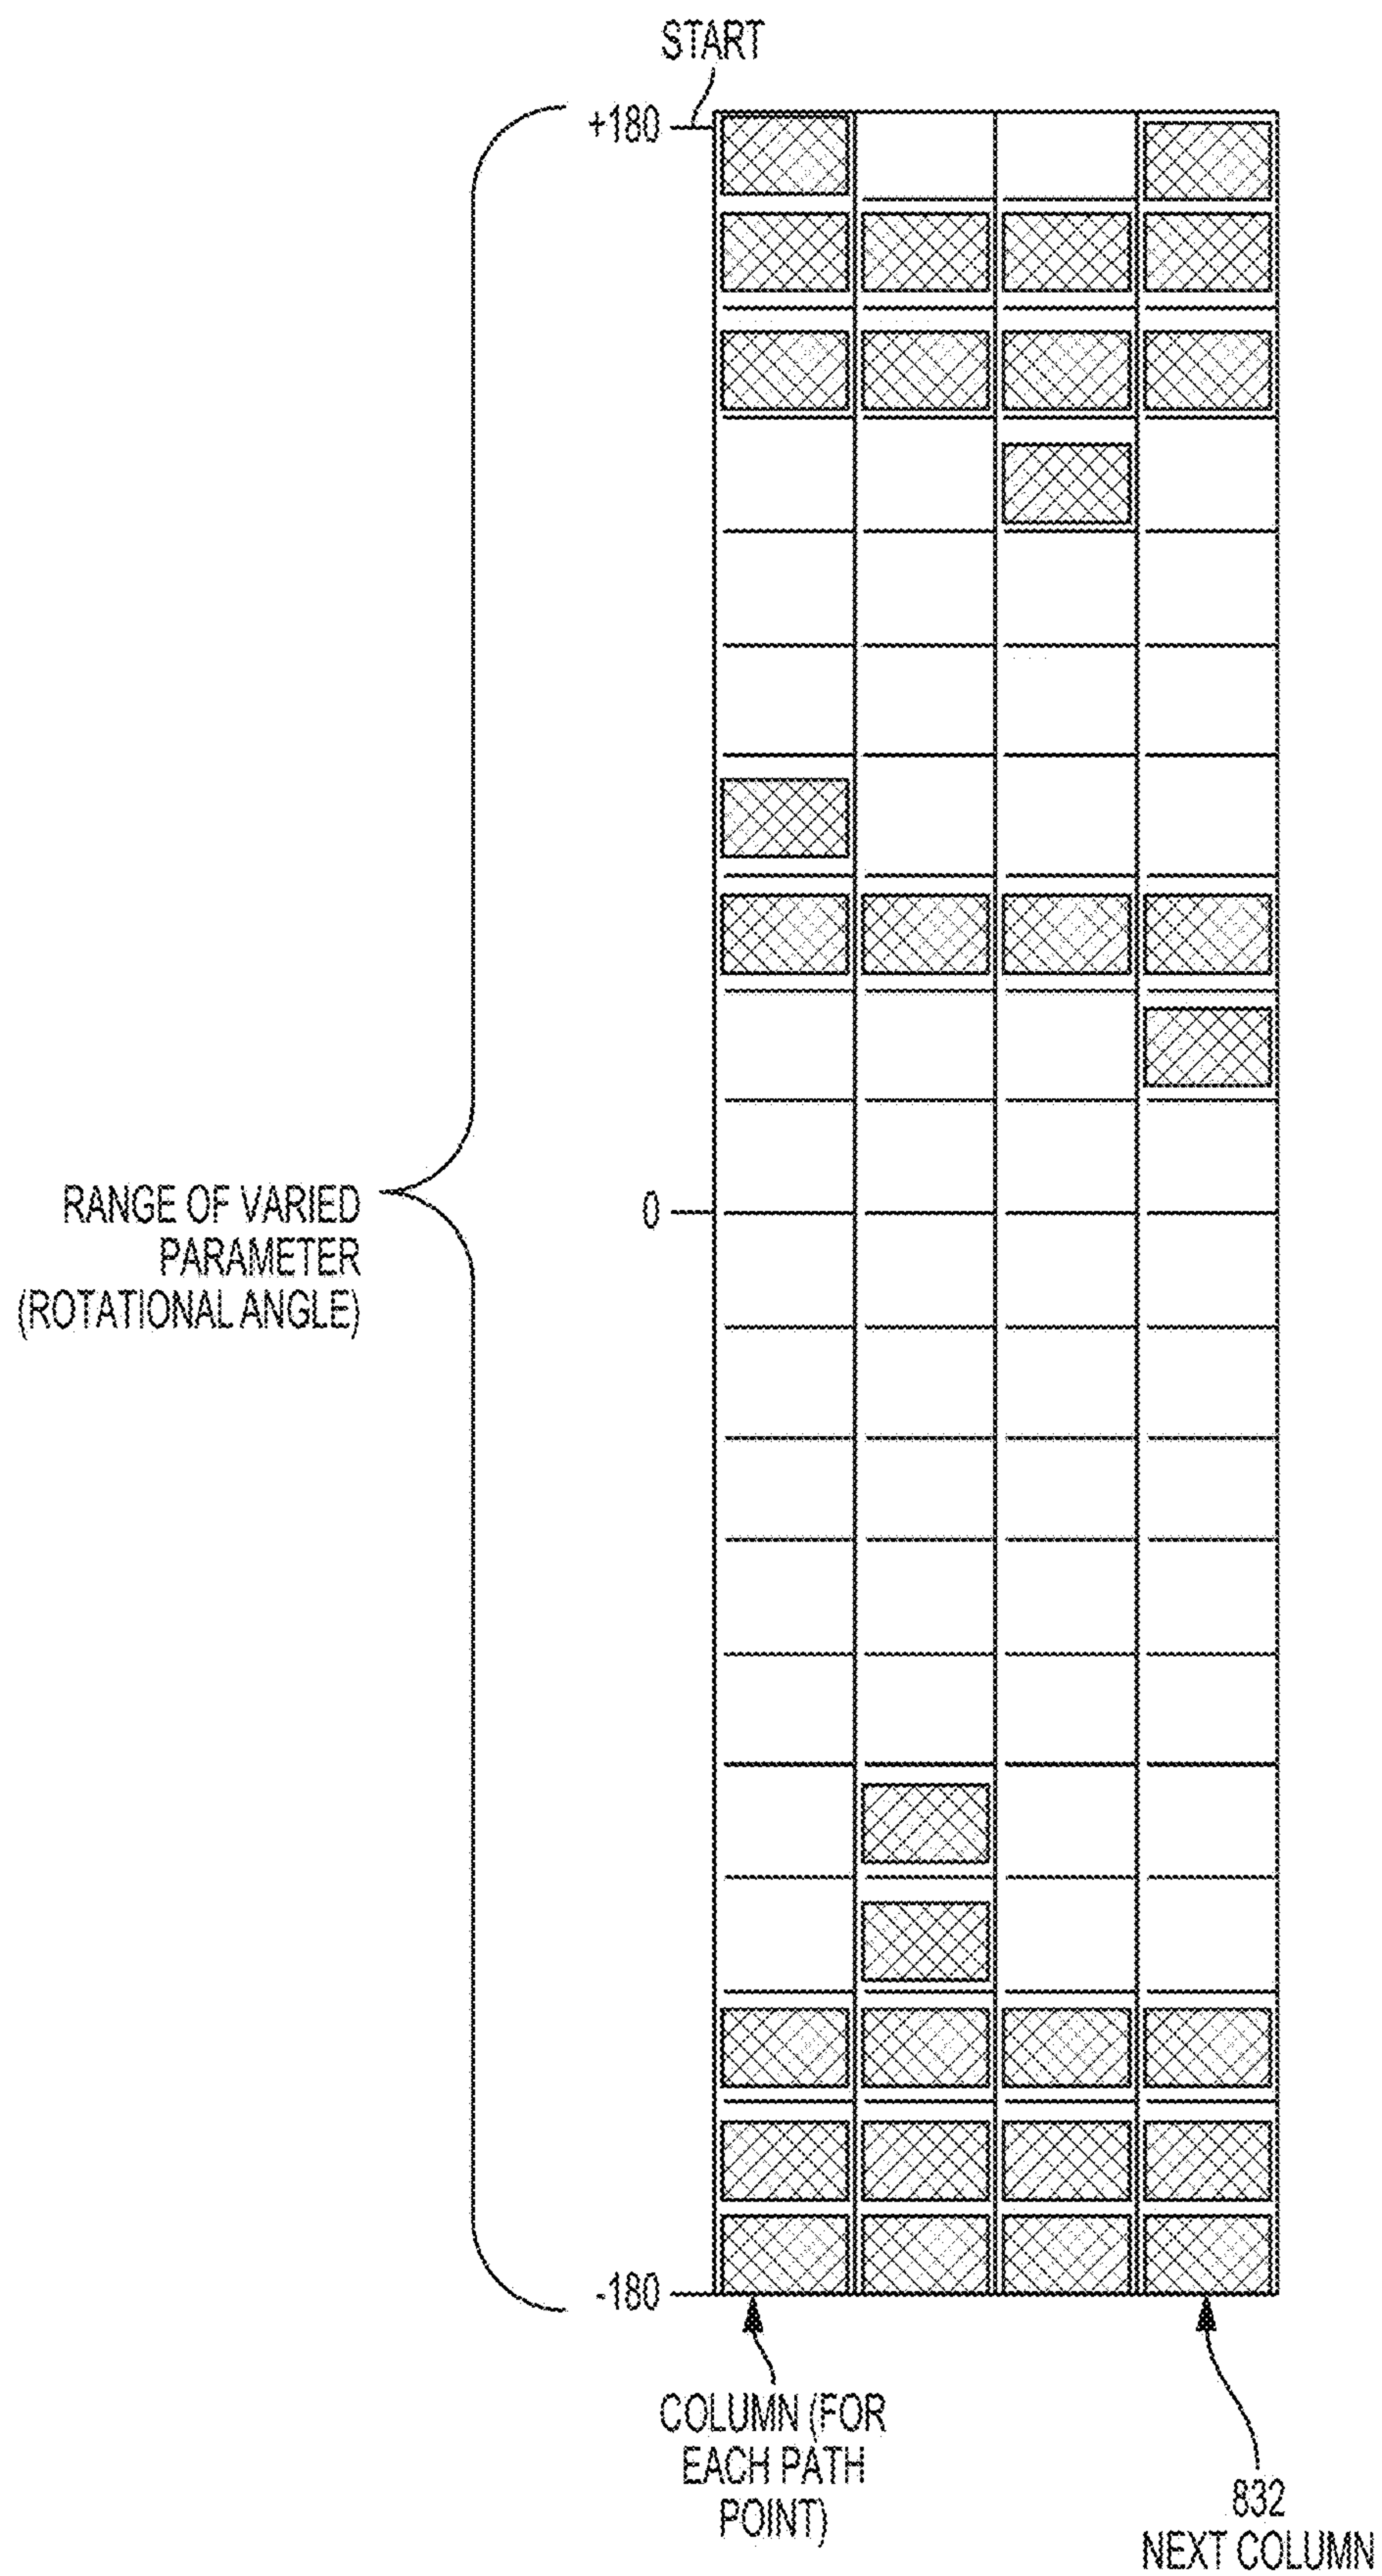 START
+180
RANGE OF VARIED
PARAMETER
(ROTATIONAL ANGLE)
0
-180
COLUMN (FOR
EACH PATH
POINT)
832
NEXT COLUMN